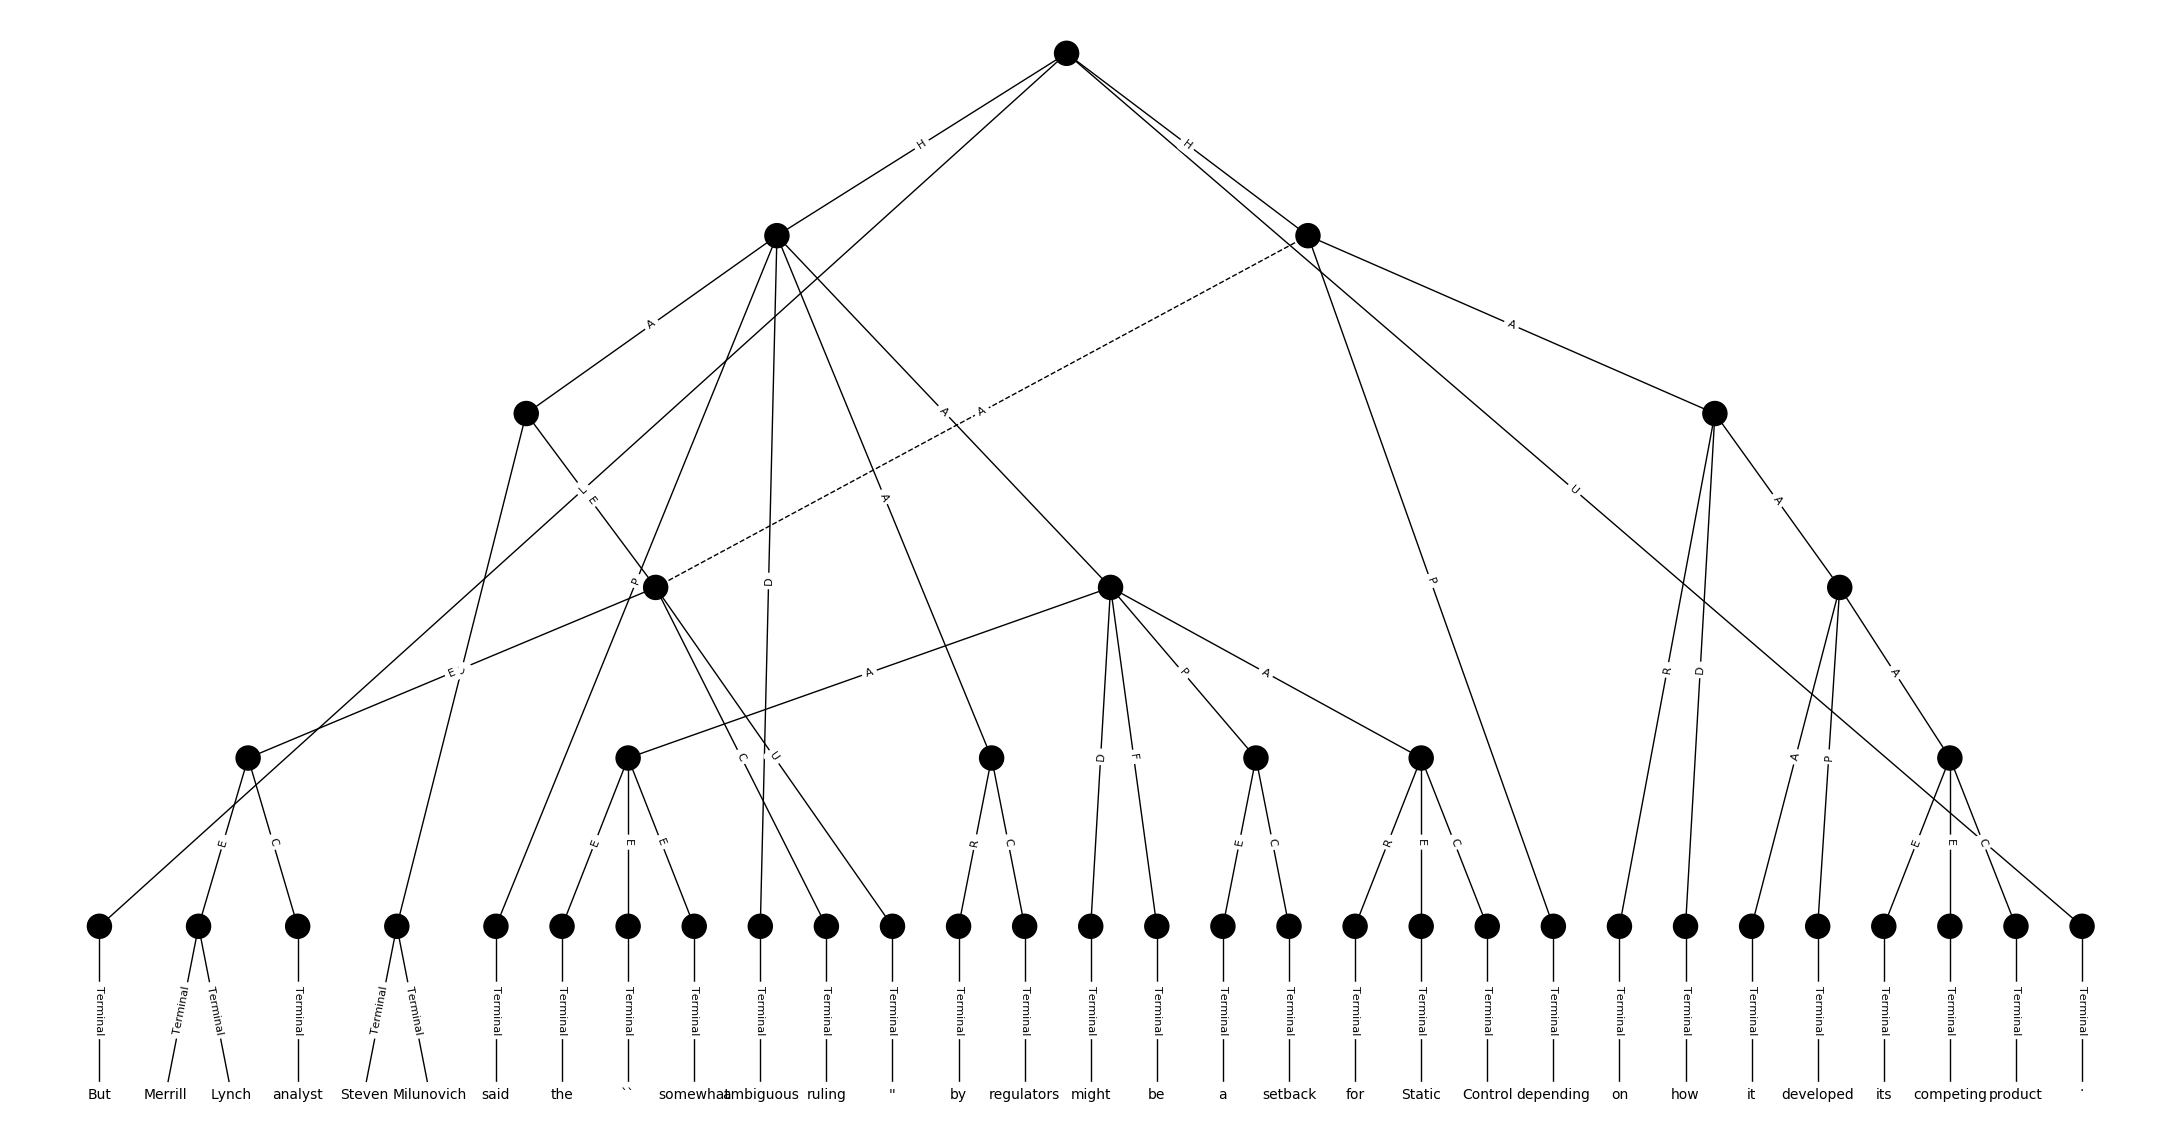 H H
A A
A A
L E A U A
P D P
E A P A R D A
C U D F A P
E C E E E R C E C R E C E E C
Terminal Terminal Terminal Terminal Terminal Terminal Terminal Terminal Terminal Terminal Terminal Terminal Terminal Terminal Terminal Terminal Terminal Terminal Terminal Terminal Terminal Terminal Terminal Terminal Terminal Terminal Terminal Terminal Terminal Terminal Terminal
But Merrill Lynch analyst Steven Milunovich said the `` somewhat ambiguous ruling " by regulators might be a setback for Static Control depending on how it developed its competing product .